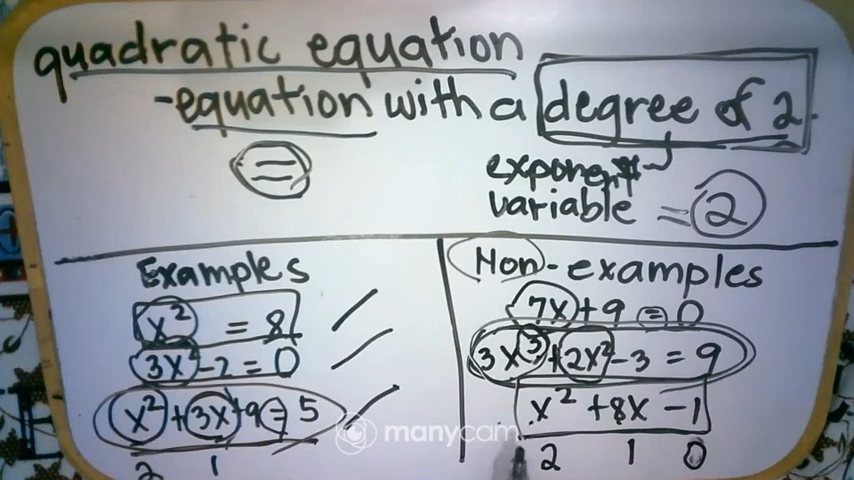 quadratic equation
-equation with a degree of 2.
=
exponent
variable = 2
Examples
x² = 8
3x²-2 = 0
x²+3x+9=5
2 1
Non-examples
7x+9=0
3x³+2x²-3 = 9
x²+8x-1
2 1 0
manycam